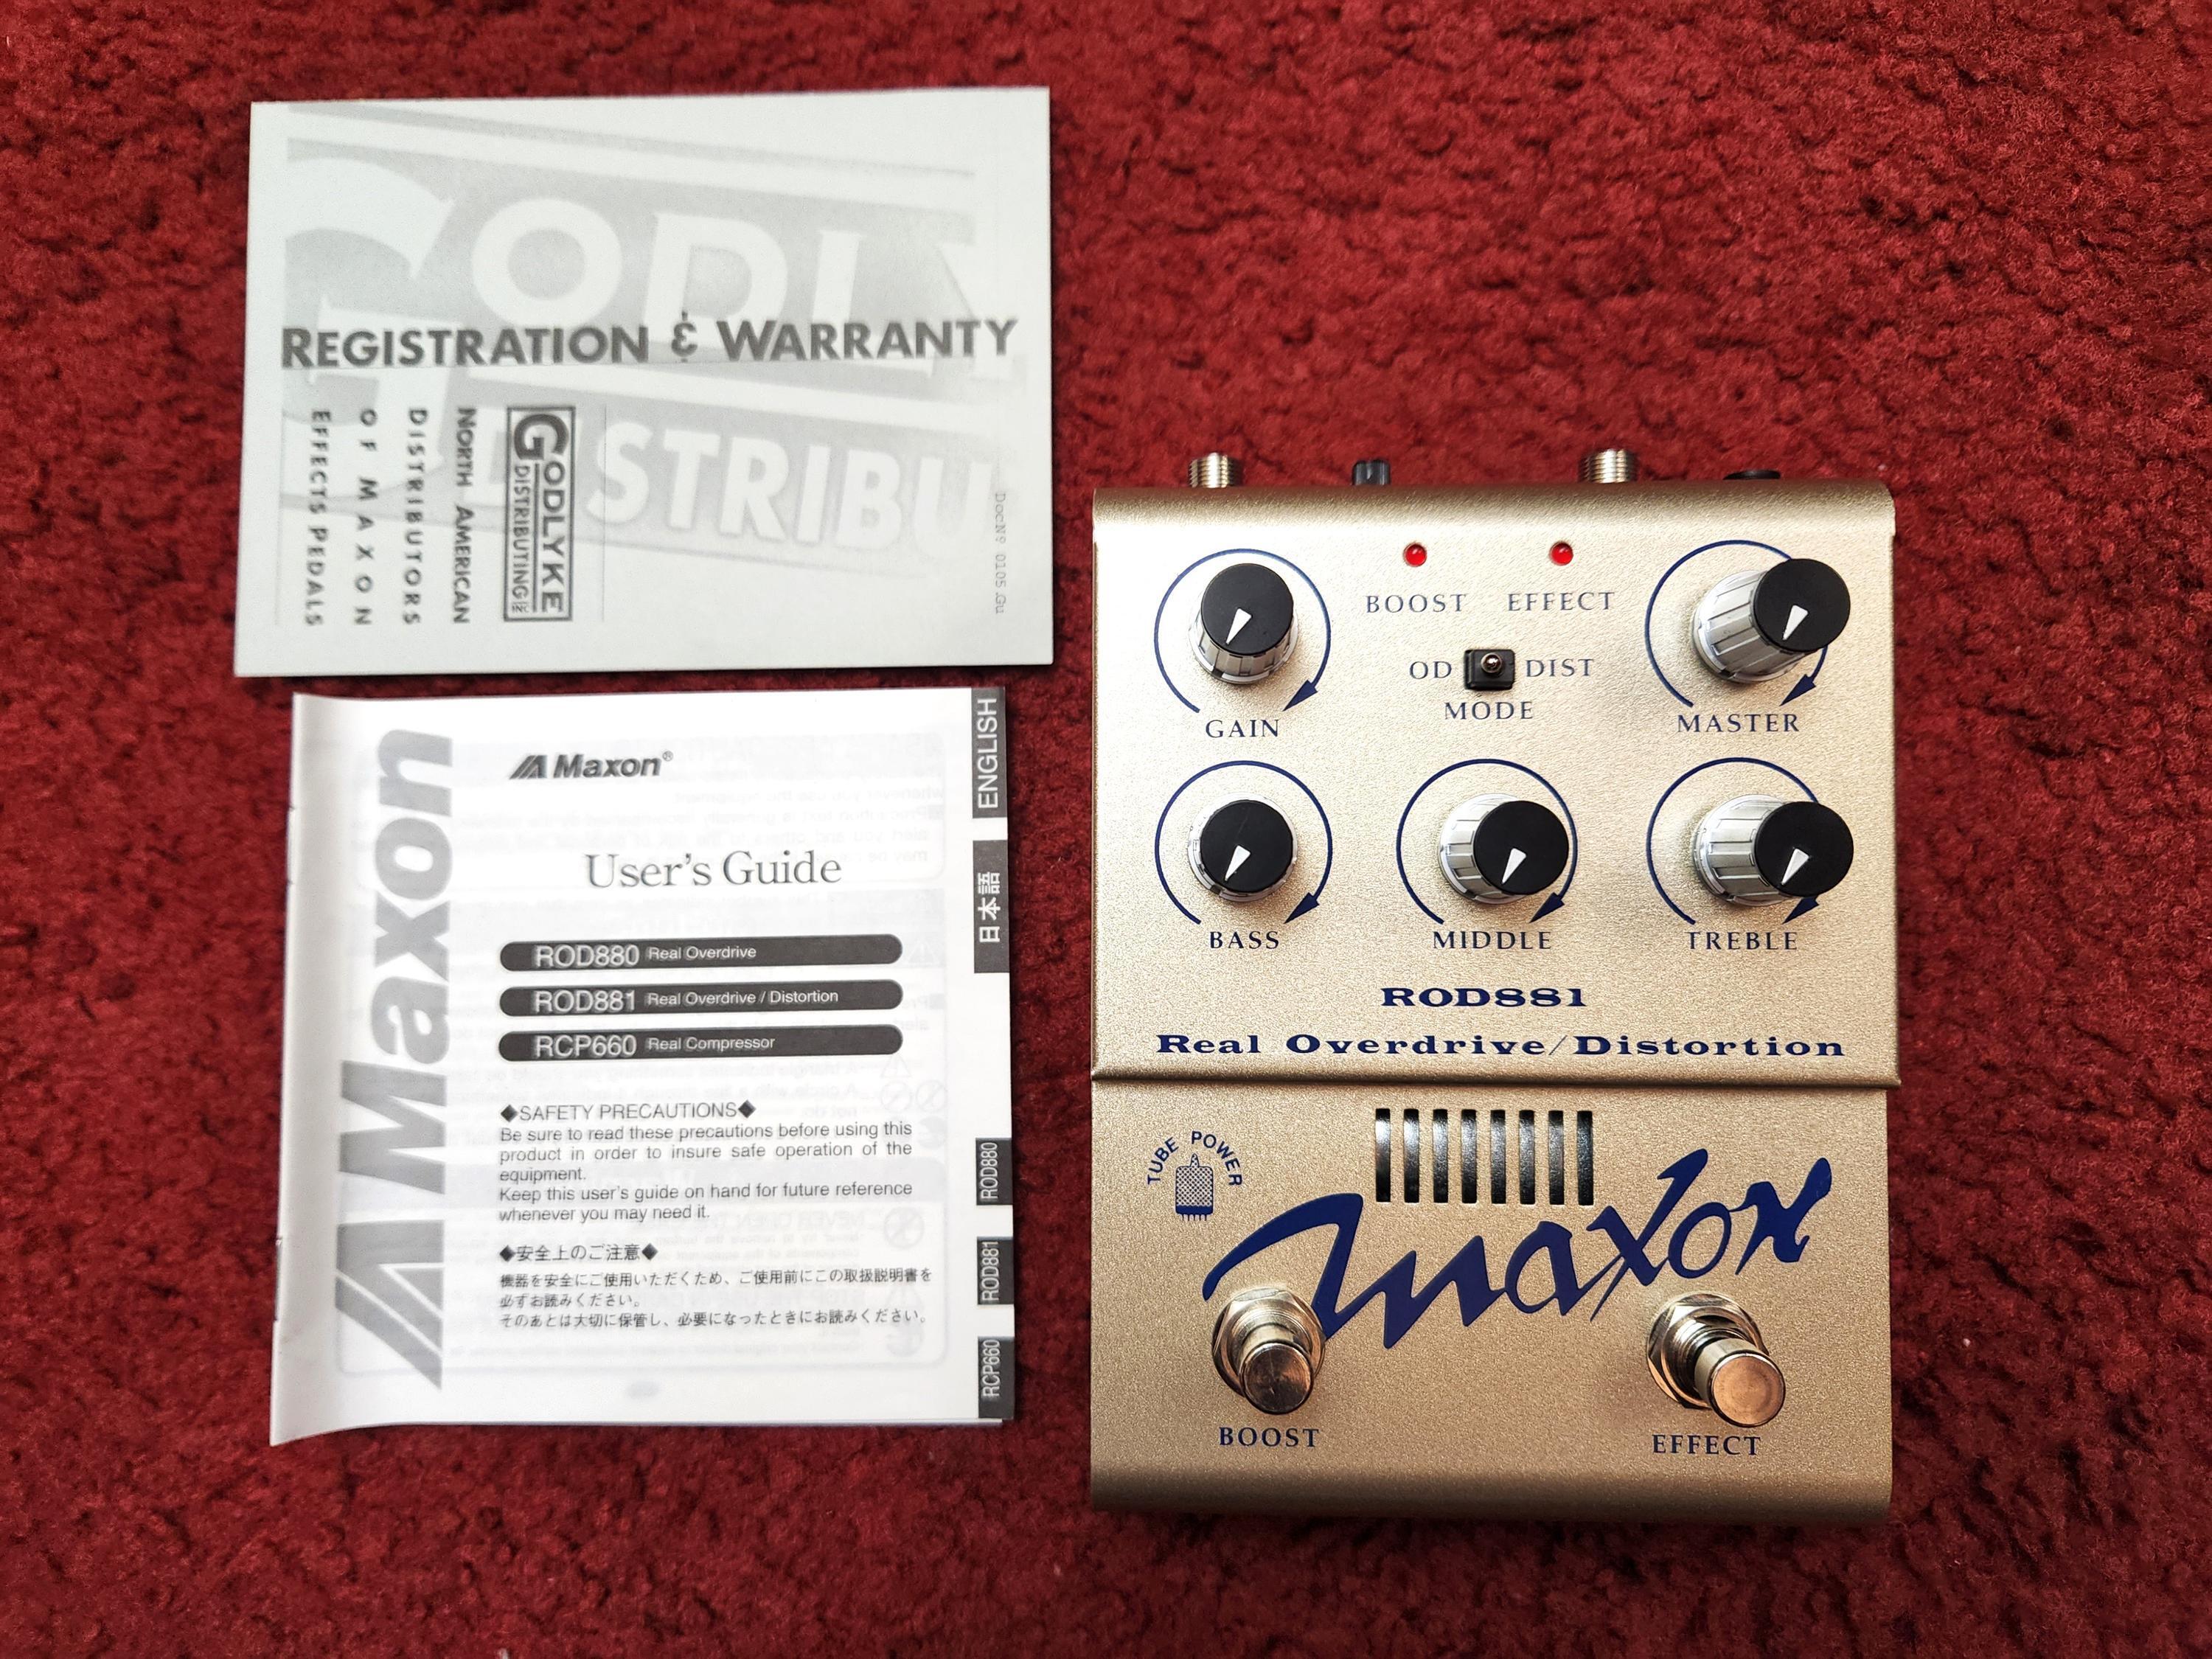 REGISTRATION & WARRANTY
GODLYKE
DISTRIBUTING
NORTH AMERICAN
DISTRIBUTORS
OF MAXON
EFFECTS PEDALS
GODLY
DISTRIBU
Maxon
Maxon®
User's Guide
ROD880 Real Overdrive
ROD881 Real Overdrive / Distortion
RCP660 Real Compressor
◆SAFETY PRECAUTIONS◆
Be sure to read these precautions before using this
product in order to insure safe operation of the
equipment.
Keep this user's guide on hand for future reference
whenever you may need it.
◆安全上のご注意◆
機器を安全にご使用いただくため、ご使用前にこの取扱説明書を
必ずお読みください。
そのあとは大切に保管し、必要になったときにお読みください。
ENGLISH
日本語
ROD880
ROD881
RCP660
BOOST EFFECT
OD DIST
MODE
GAIN
MASTER
BASS
MIDDLE
TREBLE
ROD881
Real Overdrive/Distortion
TUBE POWER
maxon
BOOST
EFFECT